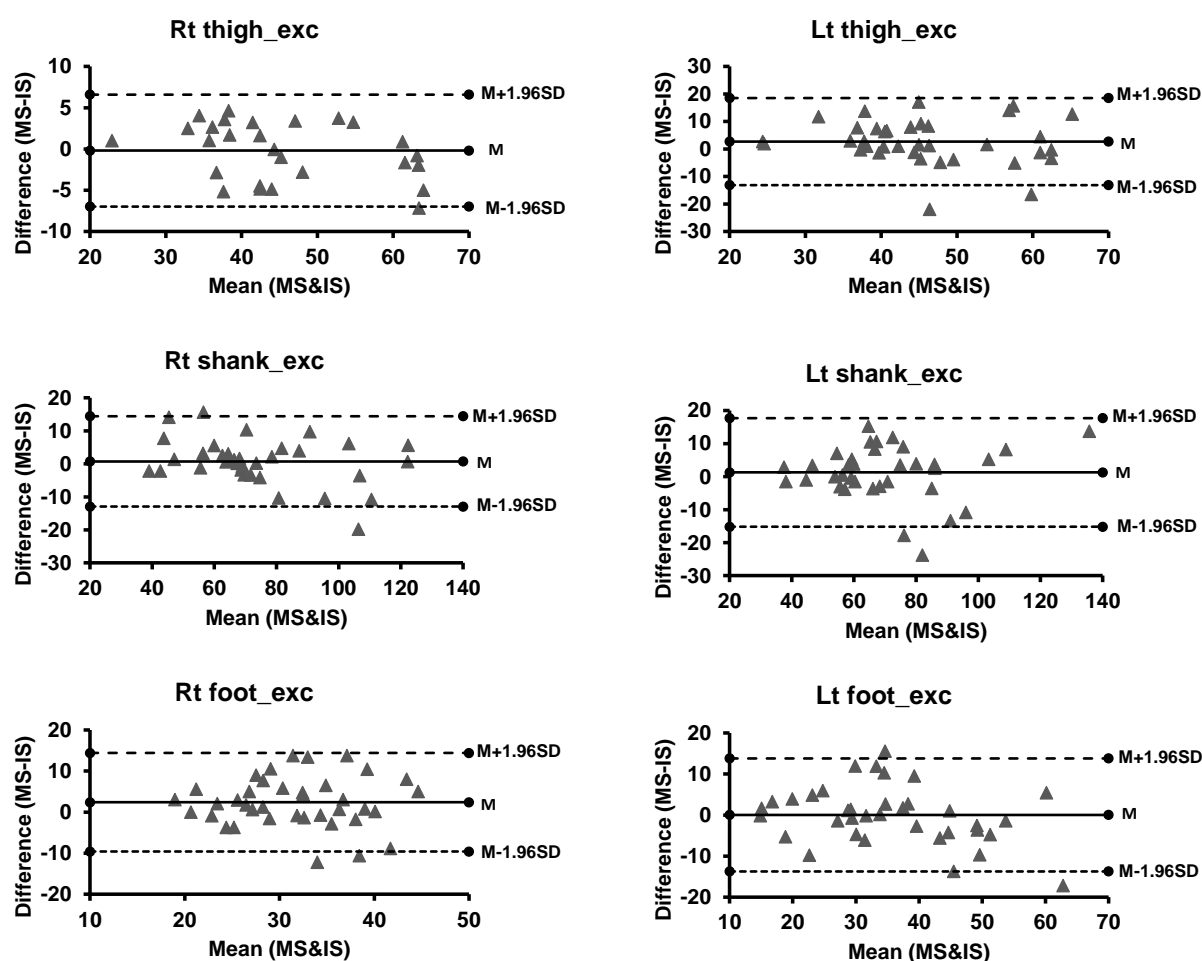 Rt thigh_exc
Difference (MS-IS)
10
5
0
-5
-10
M+1.96SD
M
M-1.96SD
20 30 40 50 60 70
Mean (MS&IS)
Lt thigh_exc
Difference (MS-IS)
30
20
10
0
-10
-20
-30
M+1.96SD
M
M-1.96SD
20 30 40 50 60 70
Mean (MS&IS)
Rt shank_exc
Difference (MS-IS)
20
10
0
-10
-20
-30
M+1.96SD
M
M-1.96SD
20 40 60 80 100 120 140
Mean (MS&IS)
Lt shank_exc
Difference (MS-IS)
20
10
0
-10
-20
-30
M+1.96SD
M
M-1.96SD
20 40 60 80 100 120 140
Mean (MS&IS)
Rt foot_exc
Difference (MS-IS)
20
10
0
-10
-20
M+1.96SD
M
M-1.96SD
10 20 30 40 50
Mean (MS&IS)
Lt foot_exc
Difference (MS-IS)
20
10
0
-10
-20
M+1.96SD
M
M-1.96SD
10 20 30 40 50 60 70
Mean (MS&IS)